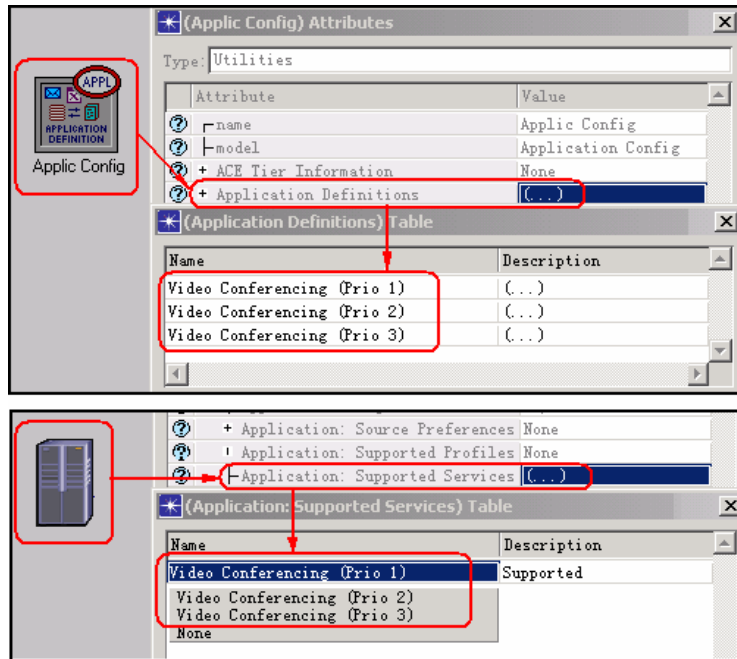 (Applic Config) Attributes
Type: Utilities
Attribute Value
name Applic Config
model Application Config
+ ACE Tier Information None
+ Application Definitions (...)
APPL
APPLICATION
DEFINITION
Applic Config
(Application Definitions) Table
Name Description
Video Conferencing (Prio 1) (...)
Video Conferencing (Prio 2) (...)
Video Conferencing (Prio 3) (...)
+ Application: Source Preferences None
Application: Supported Profiles None
Application: Supported Services (...)
(Application: Supported Services) Table
Name Description
Video Conferencing (Prio 1) Supported
Video Conferencing (Prio 2)
Video Conferencing (Prio 3)
None